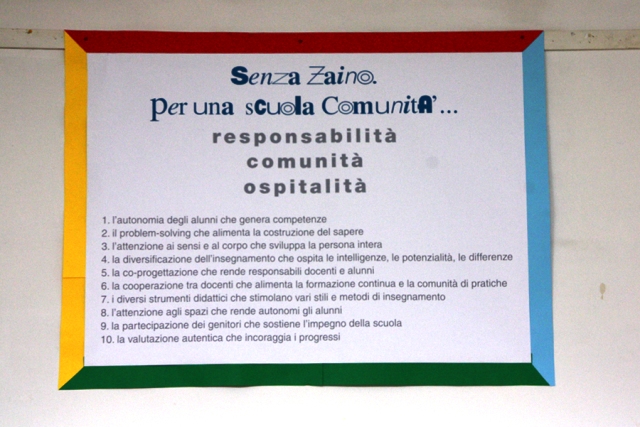 Senza Zaino.
Per una scuola Comunità'...
responsabilità
comunità
ospitalità
1. l'autonomia degli alunni che genera competenze
2. il problem-solving che alimenta la costruzione del sapere
3. l'attenzione ai sensi e al corpo che sviluppa la persona intera
4. la diversificazione dell'insegnamento che ospita le intelligenze, le potenzialità, le differenze
5. la co-progettazione che rende responsabili docenti e alunni
6. la cooperazione tra docenti che alimenta la formazione continua e la comunità di pratiche
7. i diversi strumenti didattici che stimolano vari stili e metodi di insegnamento
8. l'attenzione agli spazi che rende autonomi gli alunni
9. la partecipazione dei genitori che sostiene l'impegno della scuola
10. la valutazione autentica che incoraggia i progressi